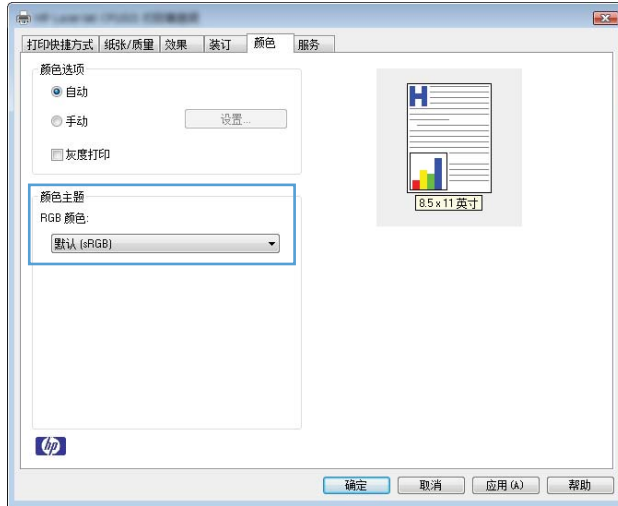 打印快捷方式 纸张/质量 效果 装订 颜色 服务
颜色选项
自动
手动 设置...
灰度打印
颜色主题
RGB 颜色:
默认 (sRGB)
H
8.5 x 11 英寸
hp
确定 取消 应用 (A) 帮助